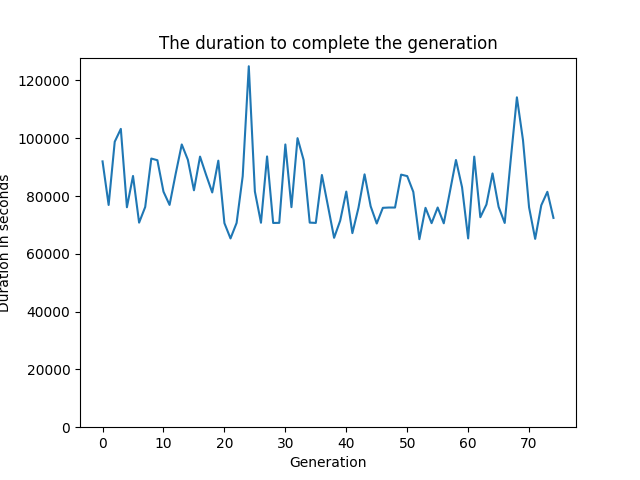 The duration to complete the generation
120000
100000
80000
60000
40000
20000
0
Duration in seconds
0 10 20 30 40 50 60 70
Generation